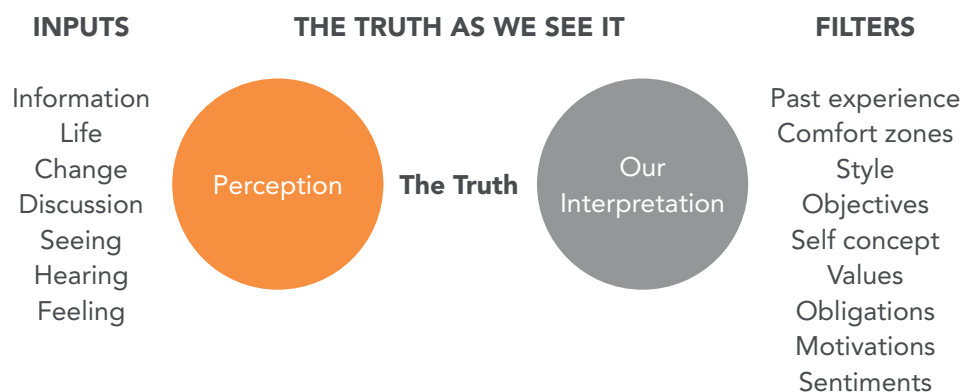 INPUTS
Information
Life
Change
Discussion
Seeing
Hearing
Feeling
THE TRUTH AS WE SEE IT
Perception
The Truth
Our
Interpretation
FILTERS
Past experience
Comfort zones
Style
Objectives
Self concept
Values
Obligations
Motivations
Sentiments